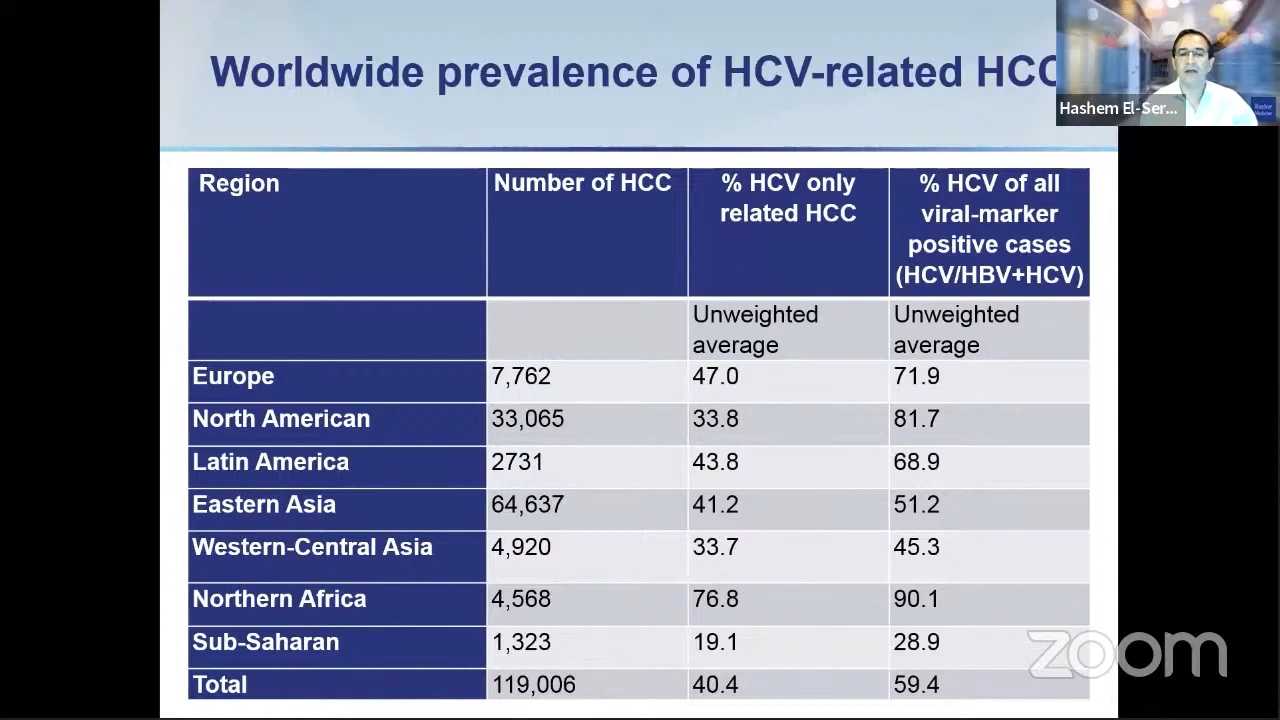 Worldwide prevalence of HCV-related HCC
Hashem El-Ser...
Region
Number of HCC
% HCV only
related HCC
% HCV of all
viral-marker
positive cases
(HCV/HBV+HCV)
Unweighted
average
Unweighted
average
Europe 7,762 47.0 71.9
North American 33,065 33.8 81.7
Latin America 2731 43.8 68.9
Eastern Asia 64,637 41.2 51.2
Western-Central Asia 4,920 33.7 45.3
Northern Africa 4,568 76.8 90.1
Sub-Saharan 1,323 19.1 28.9
Total 119,006 40.4 59.4
zoom